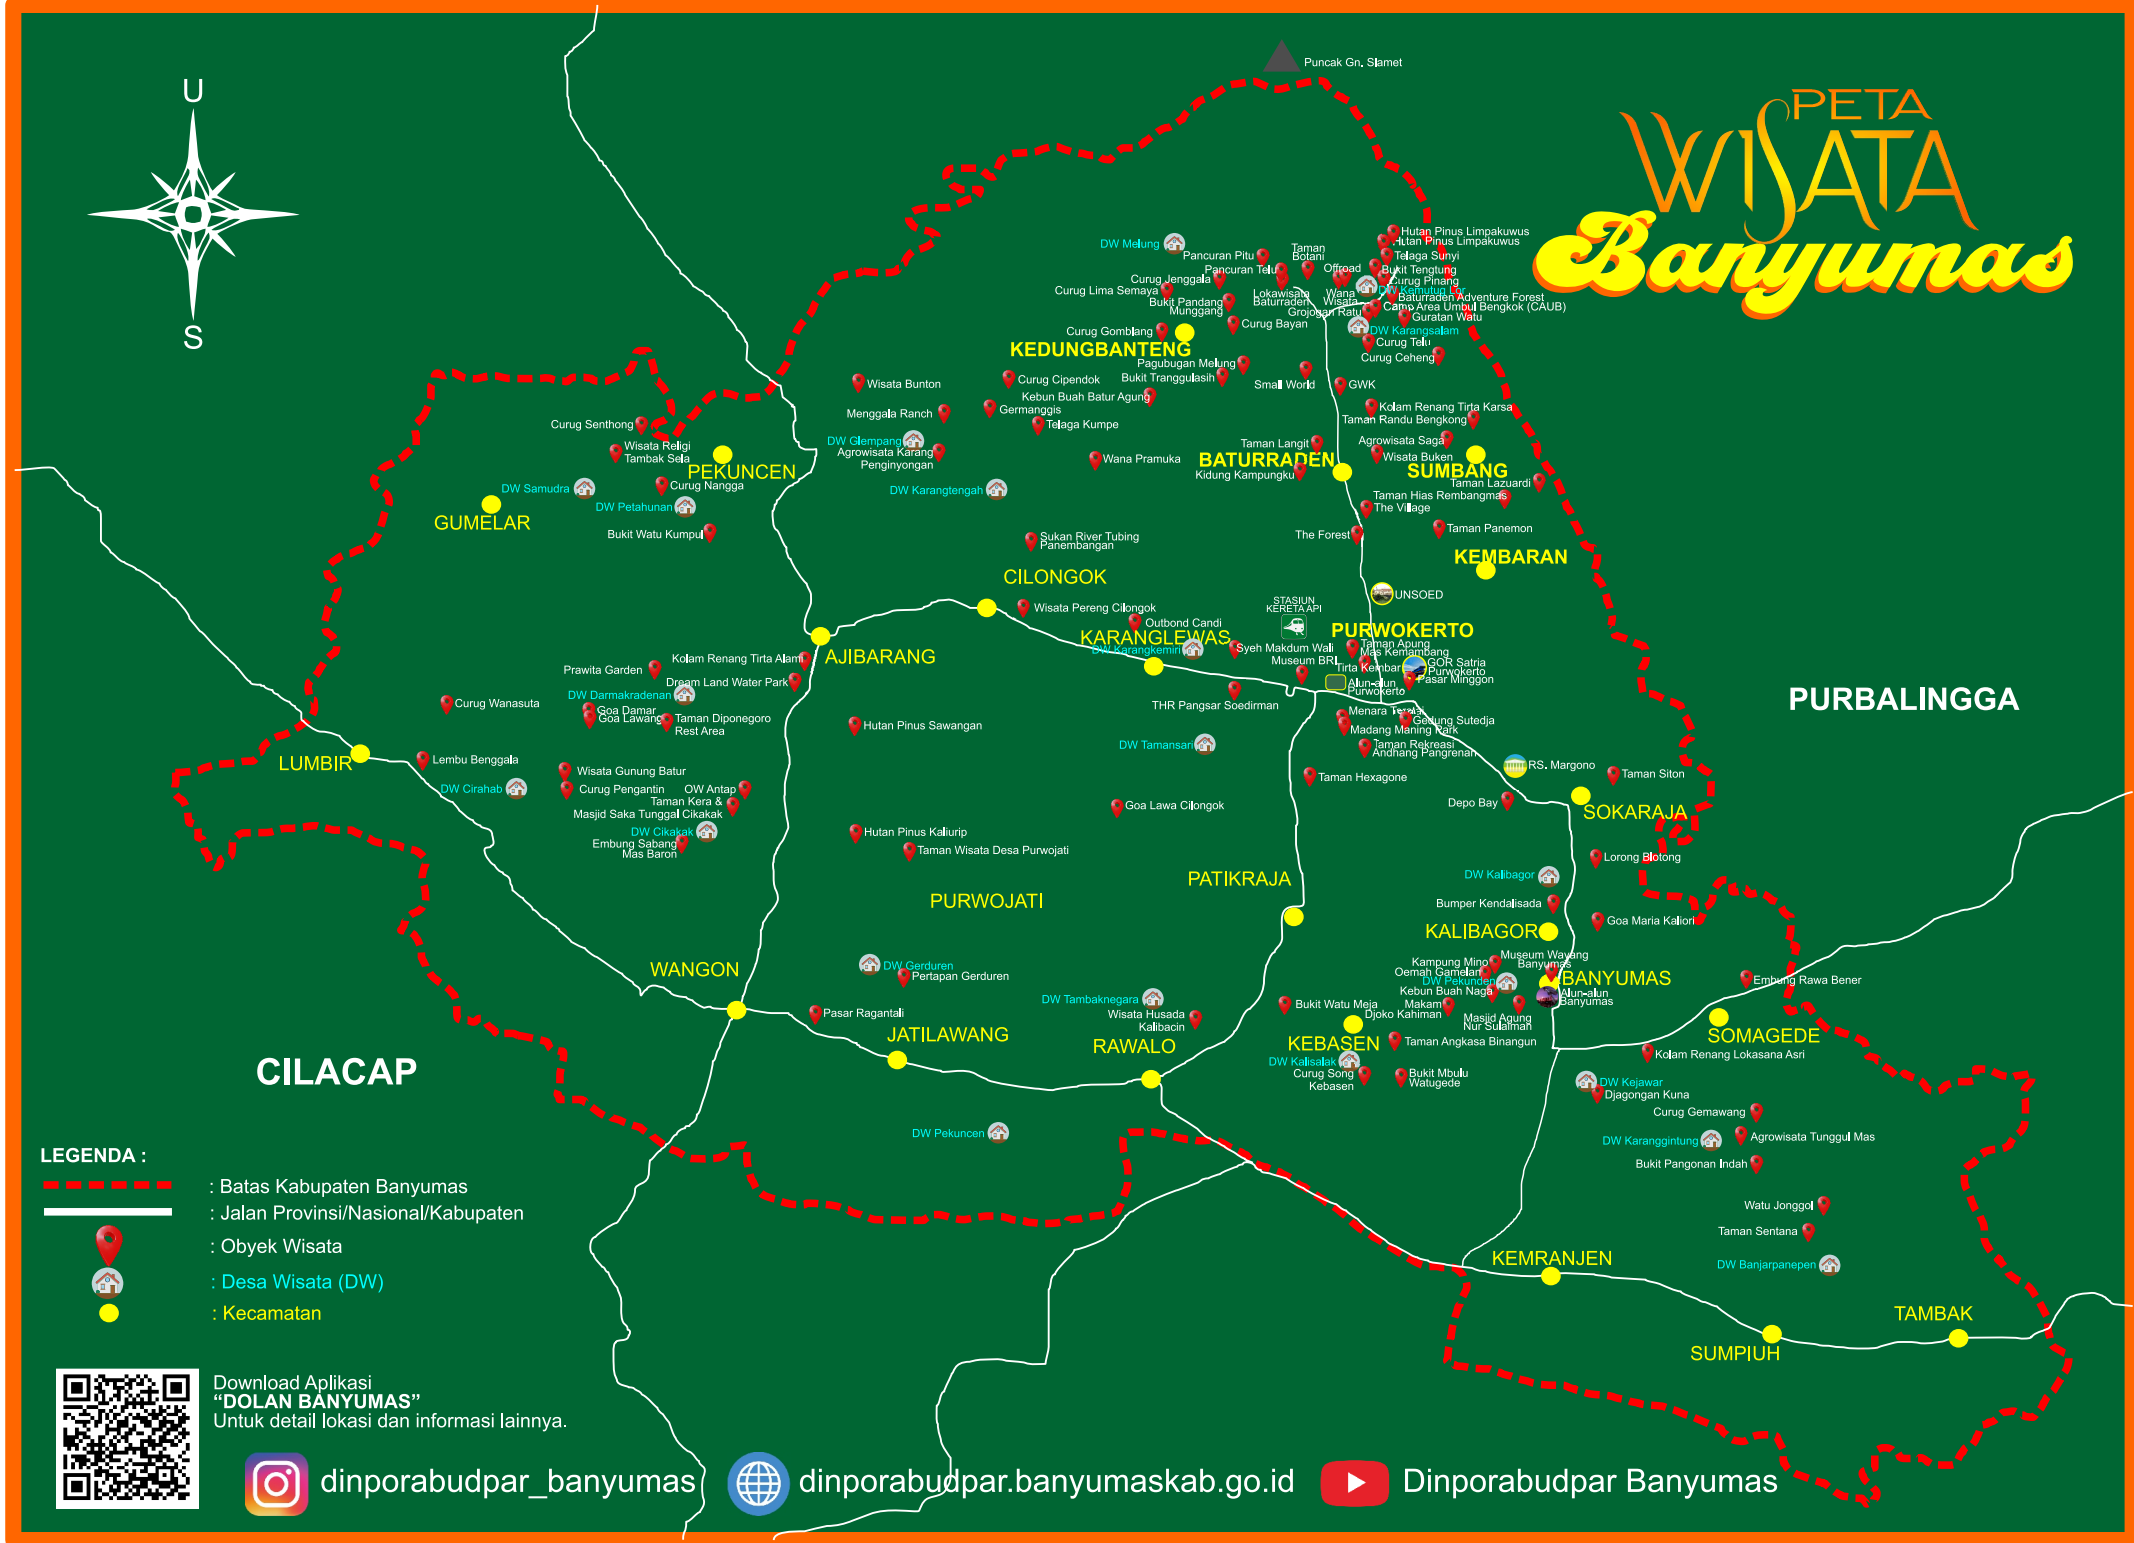 U
S
PETA
WISATA
Banyumas
Puncak Gn. Slamet
DW Melung
Pancuran Pitu
Taman
Botani
Hutan Pinus Limpakuwus
Hutan Pinus Limpakuwus
Telaga Sunyi
Curug Jenggala
Pancuran Telu
Offroad
Bukit Tengtung
Curug Pinang
Curug Lima Semaya
Lokawisata
Baturraden
Wana
Wisata
DW Kemutug Lor
Baturraden Adventure Forest
Bukit Pandang
Munggang
Grojogan Ratu
Camp Area Umbul Bengkok (CAUB)
Guratan Watu
Curug Gomblang
Curug Bayan
DW Karangsalam
KEDUNGBANTENG
Curug Telu
Curug Ceheng
Pagubugan Melung
Bukit Tranggulasih
Small World
GWK
Wisata Bunton
Curug Cipendok
Kebun Buah Batur Agung
Menggala Ranch
Germanggis
Telaga Kumpe
Kolam Renang Tirta Karsa
Taman Randu Bengkong
Curug Senthong
Wisata Religi
Tambak Sela
PEKUNCEN
DW Glempang
Agrowisata Karang
Penginyongan
Wana Pramuka
Taman Langit
BATURRADEN
Kidung Kampungku
Agrowisata Saga
Wisata Buken
SUMBANG
Taman Lazuardi
DW Samudra
Curug Nangga
DW Petahunan
DW Karangtengah
Taman Hias Rembangmas
The Village
GUMELAR
Bukit Watu Kumpul
Sukan River Tubing
Panembangan
The Forest
Taman Panemon
KEMBARAN
CILONGOK
UNSOED
Wisata Pereng Cilongok
Outbond Candi
STASIUN
KERETA API
PURWOKERTO
KARANGLEWAS
DW Karangkemiri
Syeh Makdum Wali
Museum BRI
Taman Apung
Mas Kemambang
Tirta Kembar
GOR Satria
Purwokerto
Pasar Minggon
Alun-alun
Purwokerto
AJIBARANG
Kolam Renang Tirta Alami
Prawita Garden
Dream Land Water Park
DW Darmakradenan
Curug Wanasuta
Goa Damar
Goa Lawang
Taman Diponegoro
Rest Area
Hutan Pinus Sawangan
THR Pangsar Soedirman
Menara Teratai
Gedung Sutedja
Madang Maning Park
Taman Rekreasi
Andhang Pangrenan
DW Tamansari
PURBALINGGA
LUMBIR
Lembu Benggala
Wisata Gunung Batur
DW Cirahab
Curug Pengantin
OW Antap
Taman Kera &
Masjid Saka Tunggal Cikakak
DW Cikakak
Embung Sabang
Mas Baron
Taman Hexagone
RS. Margono
Taman Siton
Depo Bay
SOKARAJA
Goa Lawa Cilongok
Hutan Pinus Kaliurip
Taman Wisata Desa Purwojati
Lorong Blotong
DW Kalibagor
PATIKRAJA
PURWOJATI
Bumper Kendalisada
Goa Maria Kaliori
KALIBAGOR
WANGON
DW Gerduren
Pertapan Gerduren
Museum Wayang
Banyumas
Kampung Mino
Oemah Gamelan
DW Pekunden
BANYUMAS
Embung Rawa Bener
Kebun Buah Naga
Alun-alun
Banyumas
DW Tambaknegara
Wisata Husada
Kalibacin
Bukit Watu Meja
Makam
Djoko Kahiman
Masjid Agung
Nur Sulaiman
Pasar Ragantali
JATILAWANG
RAWALO
KEBASEN
Taman Angkasa Binangun
SOMAGEDE
Kolam Renang Lokasana Asri
DW Kalisalak
Curug Song
Kebasen
Bukit Mbulu
Watugede
DW Kejawar
Djagongan Kuna
CILACAP
Curug Gemawang
DW Pekuncen
DW Karanggintung
Agrowisata Tunggul Mas
Bukit Pangonan Indah
Watu Jonggol
Taman Sentana
DW Banjarpanepen
KEMRANJEN
TAMBAK
SUMPIUH
LEGENDA :
: Batas Kabupaten Banyumas
: Jalan Provinsi/Nasional/Kabupaten
: Obyek Wisata
: Desa Wisata (DW)
: Kecamatan
Download Aplikasi
“DOLAN BANYUMAS”
Untuk detail lokasi dan informasi lainnya.
dinporabudpar_banyumas
dinporabudpar.banyumaskab.go.id
Dinporabudpar Banyumas